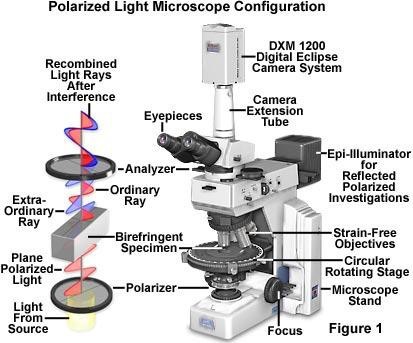 Polarized Light Microscope Configuration
Recombined
Light Rays
After
Interference
DXM 1200
Digital Eclipse
Camera System
Eyepieces
Camera
Extension
Tube
Analyzer
Ordinary
Ray
Epi-Illuminator
for
Reflected
Polarized
Investigations
Extra-
Ordinary
Ray
Birefringent
Specimen
Strain-Free
Objectives
Plane
Polarized
Light
Circular
Rotating Stage
Polarizer
Microscope
Stand
Light
From
Source
Focus
Figure 1